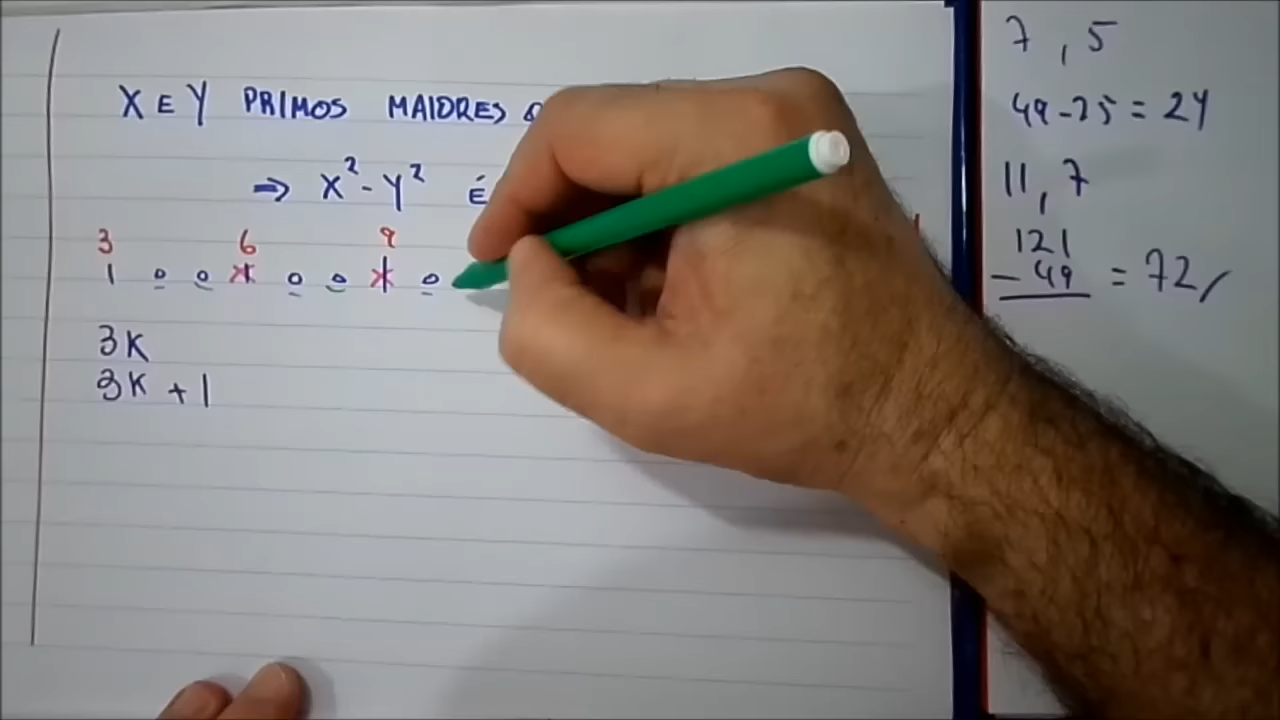 X E Y PRIMOS MAIORES
⇒ X² - Y² É
3 6 9
3K
3K + 1
7, 5
49 - 25 = 24
11, 7
121
- 49 = 72